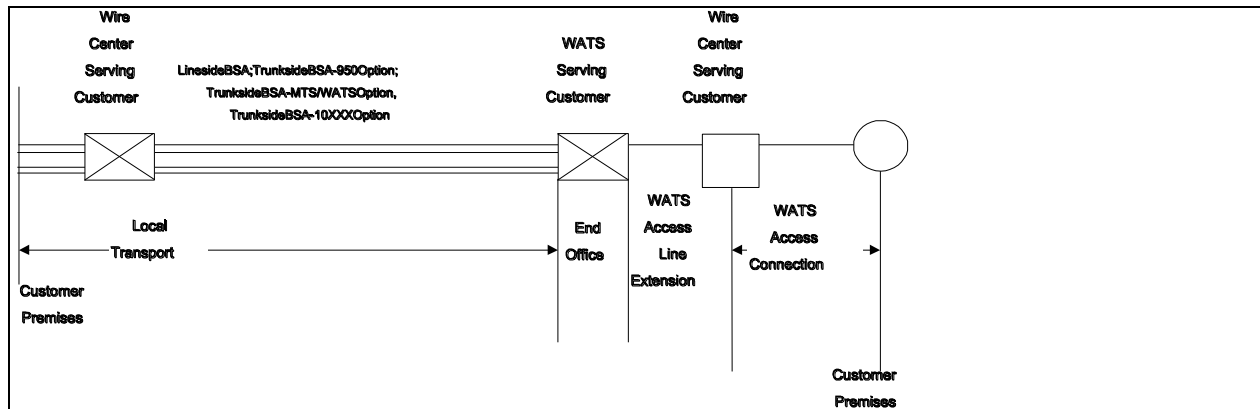 Wire
Center
Serving
Customer
LinesideBSA;TrunksideBSA-950Option;
TrunksideBSA-MTS/WATSOption,
TrunksideBSA-10XXXOption
WATS
Serving
Customer
Wire
Center
Serving
Customer
Local
Transport
End
Office
WATS
Access
Line
Extension
WATS
Access
Connection
Customer
Premises
Customer
Premises